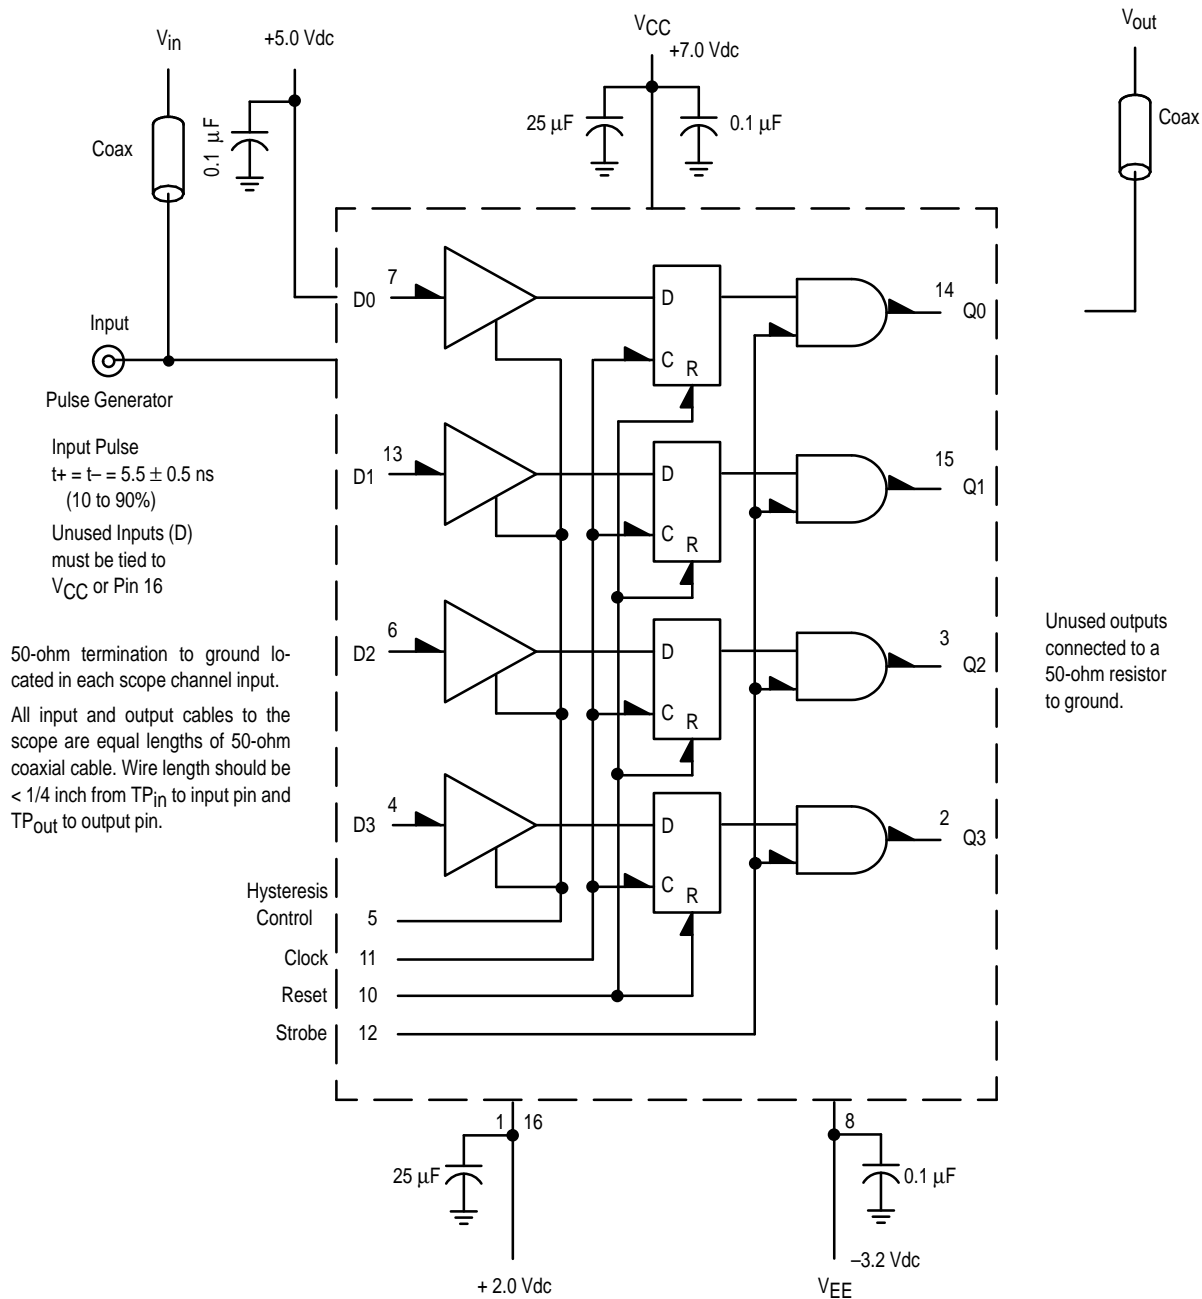 Vin
+5.0 Vdc
VCC
+7.0 Vdc
Vout
Coax
0.1 µF
25 µF
0.1 µF
Coax
D0
7
D
C
R
14
Q0
Input
Pulse Generator
Input Pulse
t+ = t– = 5.5 ± 0.5 ns
(10 to 90%)
Unused Inputs (D)
must be tied to
VCC or Pin 16
D1
13
D
C
R
15
Q1
50-ohm termination to ground lo-
cated in each scope channel input.
All input and output cables to the
scope are equal lengths of 50-ohm
coaxial cable. Wire length should be
< 1/4 inch from TPin to input pin and
TPout to output pin.
D2
6
D
C
R
3
Q2
Unused outputs
connected to a
50-ohm resistor
to ground.
D3
4
D
C
R
2
Q3
Hysteresis
Control
5
Clock
11
Reset
10
Strobe
12
1
16
8
25 µF
0.1 µF
+ 2.0 Vdc
–3.2 Vdc
VEE